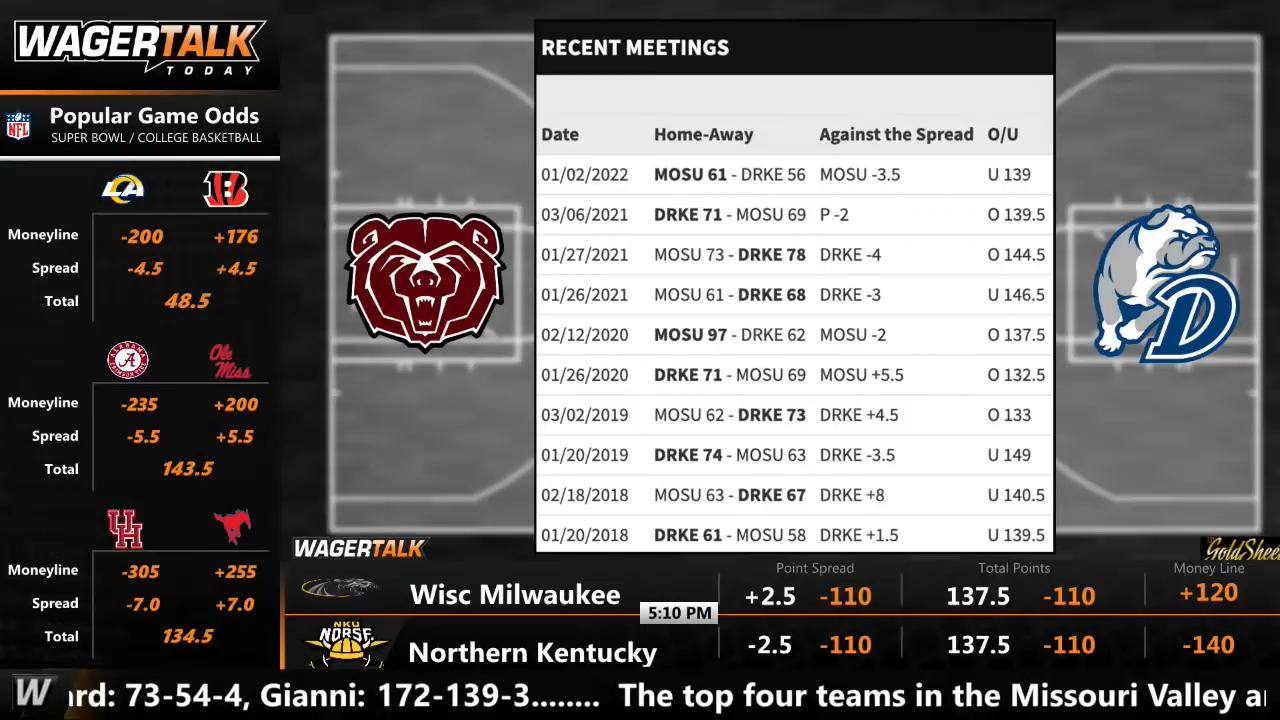 WAGERTALK
TODAY
Popular Game Odds
SUPER BOWL / COLLEGE BASKETBALL
NFL
LA
B
Moneyline -200 +176
Spread -4.5 +4.5
Total 48.5
ALABAMA
A
Ole Miss
Moneyline -235 +200
Spread -5.5 +5.5
Total 143.5
UH
Moneyline -305 +255
Spread -7.0 +7.0
Total 134.5
RECENT MEETINGS
Date Home-Away Against the Spread O/U
01/02/2022 MOSU 61 - DRKE 56 MOSU -3.5 U 139
03/06/2021 DRKE 71 - MOSU 69 P -2 O 139.5
01/27/2021 MOSU 73 - DRKE 78 DRKE -4 O 144.5
01/26/2021 MOSU 61 - DRKE 68 DRKE -3 U 146.5
02/12/2020 MOSU 97 - DRKE 62 MOSU -2 O 137.5
01/26/2020 DRKE 71 - MOSU 69 MOSU +5.5 O 132.5
03/02/2019 MOSU 62 - DRKE 73 DRKE +4.5 O 133
01/20/2019 DRKE 74 - MOSU 63 DRKE -3.5 U 149
02/18/2018 MOSU 63 - DRKE 67 DRKE +8 U 140.5
01/20/2018 DRKE 61 - MOSU 58 DRKE +1.5 U 139.5
D
WAGERTALK
GoldShee
Point Spread Total Points Money Line
Wisc Milwaukee +2.5 -110 137.5 -110 +120
5:10 PM
NKU
NORSE
Northern Kentucky -2.5 -110 137.5 -110 -140
W ard: 73-54-4, Gianni: 172-139-3........ The top four teams in the Missouri Valley a